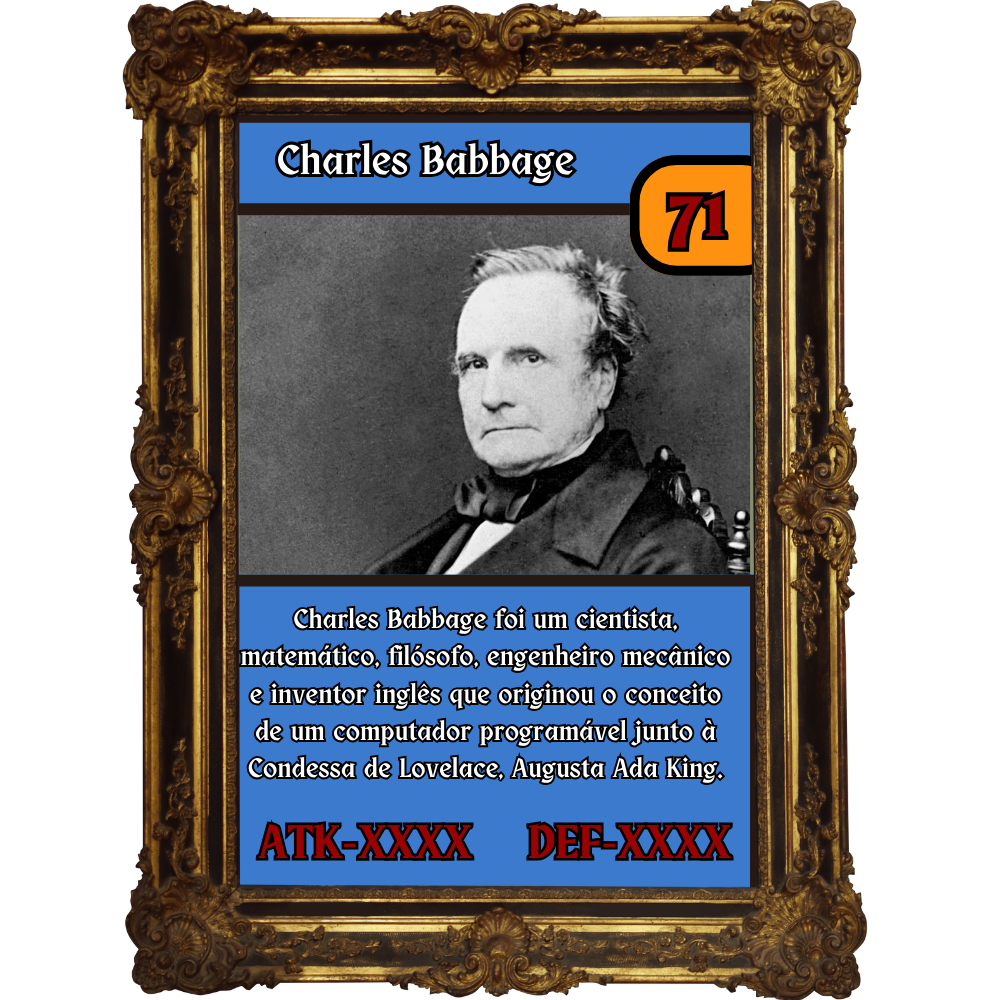 Charles Babbage
71
Charles Babbage foi um cientista,
matemático, filósofo, engenheiro mecânico
e inventor inglês que originou o conceito
de um computador programável junto à
Condessa de Lovelace, Augusta Ada King.
ATK-XXXX DEF-XXXX